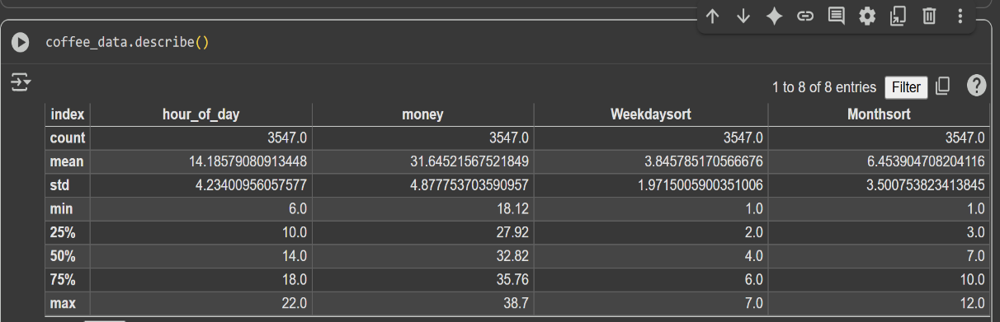 coffee_data.describe()
1 to 8 of 8 entries Filter
index hour_of_day money Weekdaysort Monthsort
count 3547.0 3547.0 3547.0 3547.0
mean 14.18579080913448 31.64521567521849 3.845785170566676 6.453904708204116
std 4.23400956057577 4.877753703590957 1.9715005900351006 3.500753823413845
min 6.0 18.12 1.0 1.0
25% 10.0 27.92 2.0 3.0
50% 14.0 32.82 4.0 7.0
75% 18.0 35.76 6.0 10.0
max 22.0 38.7 7.0 12.0